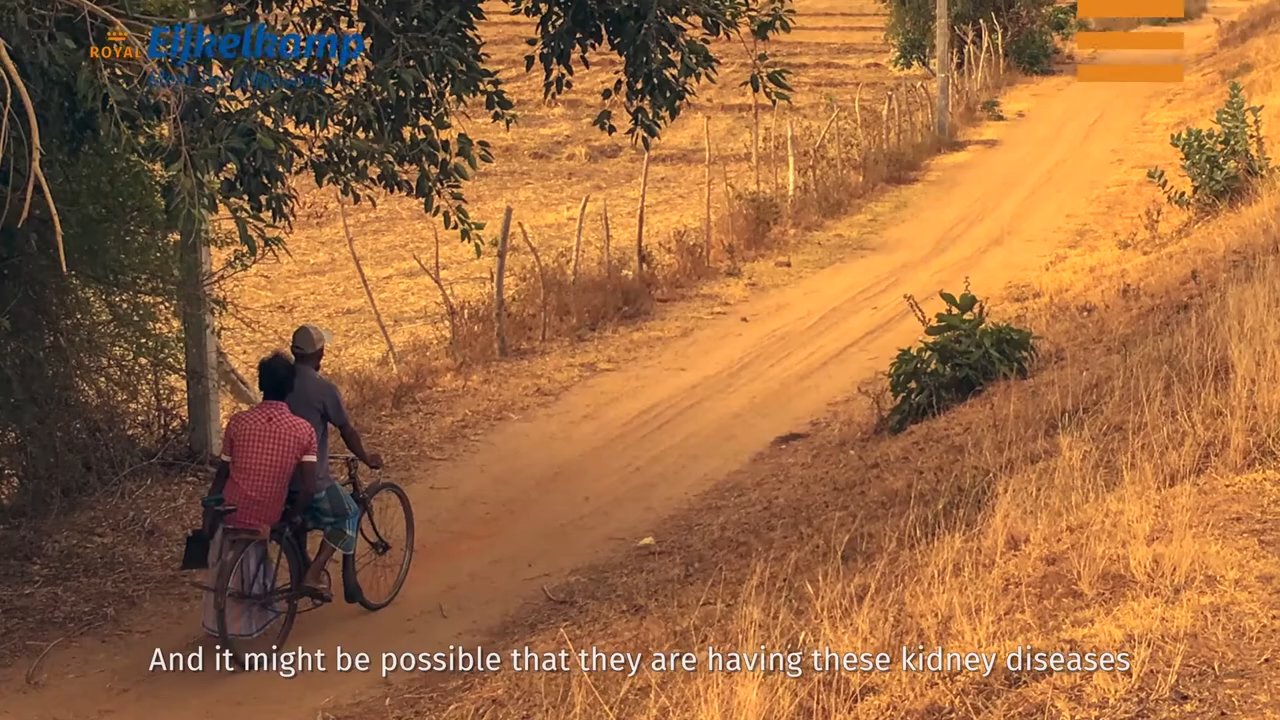 ROYAL Eijkelkamp
And it might be possible that they are having these kidney diseases